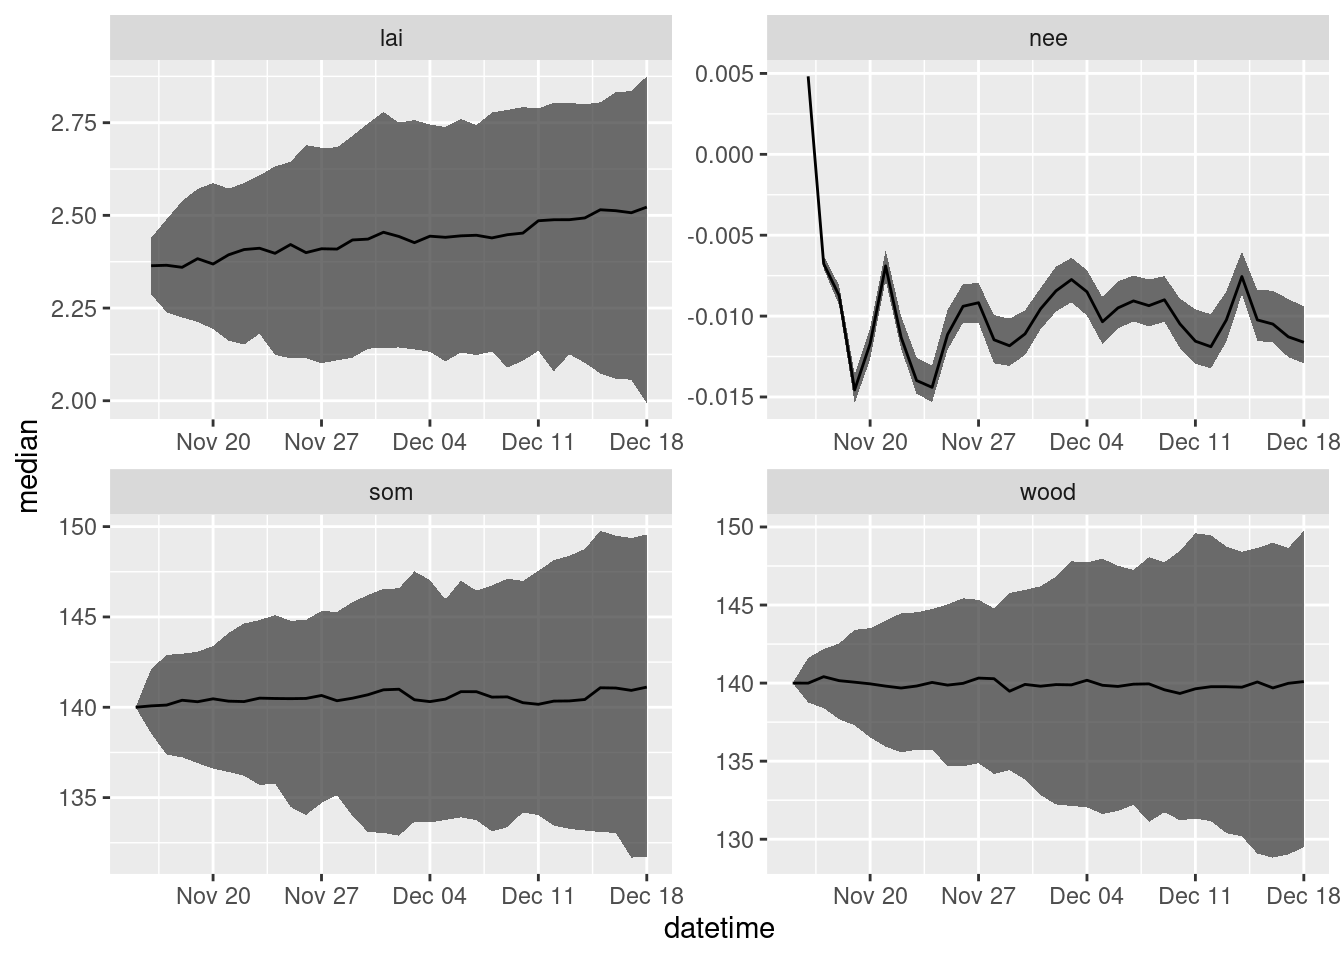 lai
nee
2.75
2.50
2.25
2.00
0.005
0.000
-0.005
-0.010
-0.015
Nov 20 Nov 27 Dec 04 Dec 11 Dec 18
Nov 20 Nov 27 Dec 04 Dec 11 Dec 18
median
som
wood
150
145
140
135
150
145
140
135
130
Nov 20 Nov 27 Dec 04 Dec 11 Dec 18
Nov 20 Nov 27 Dec 04 Dec 11 Dec 18
datetime